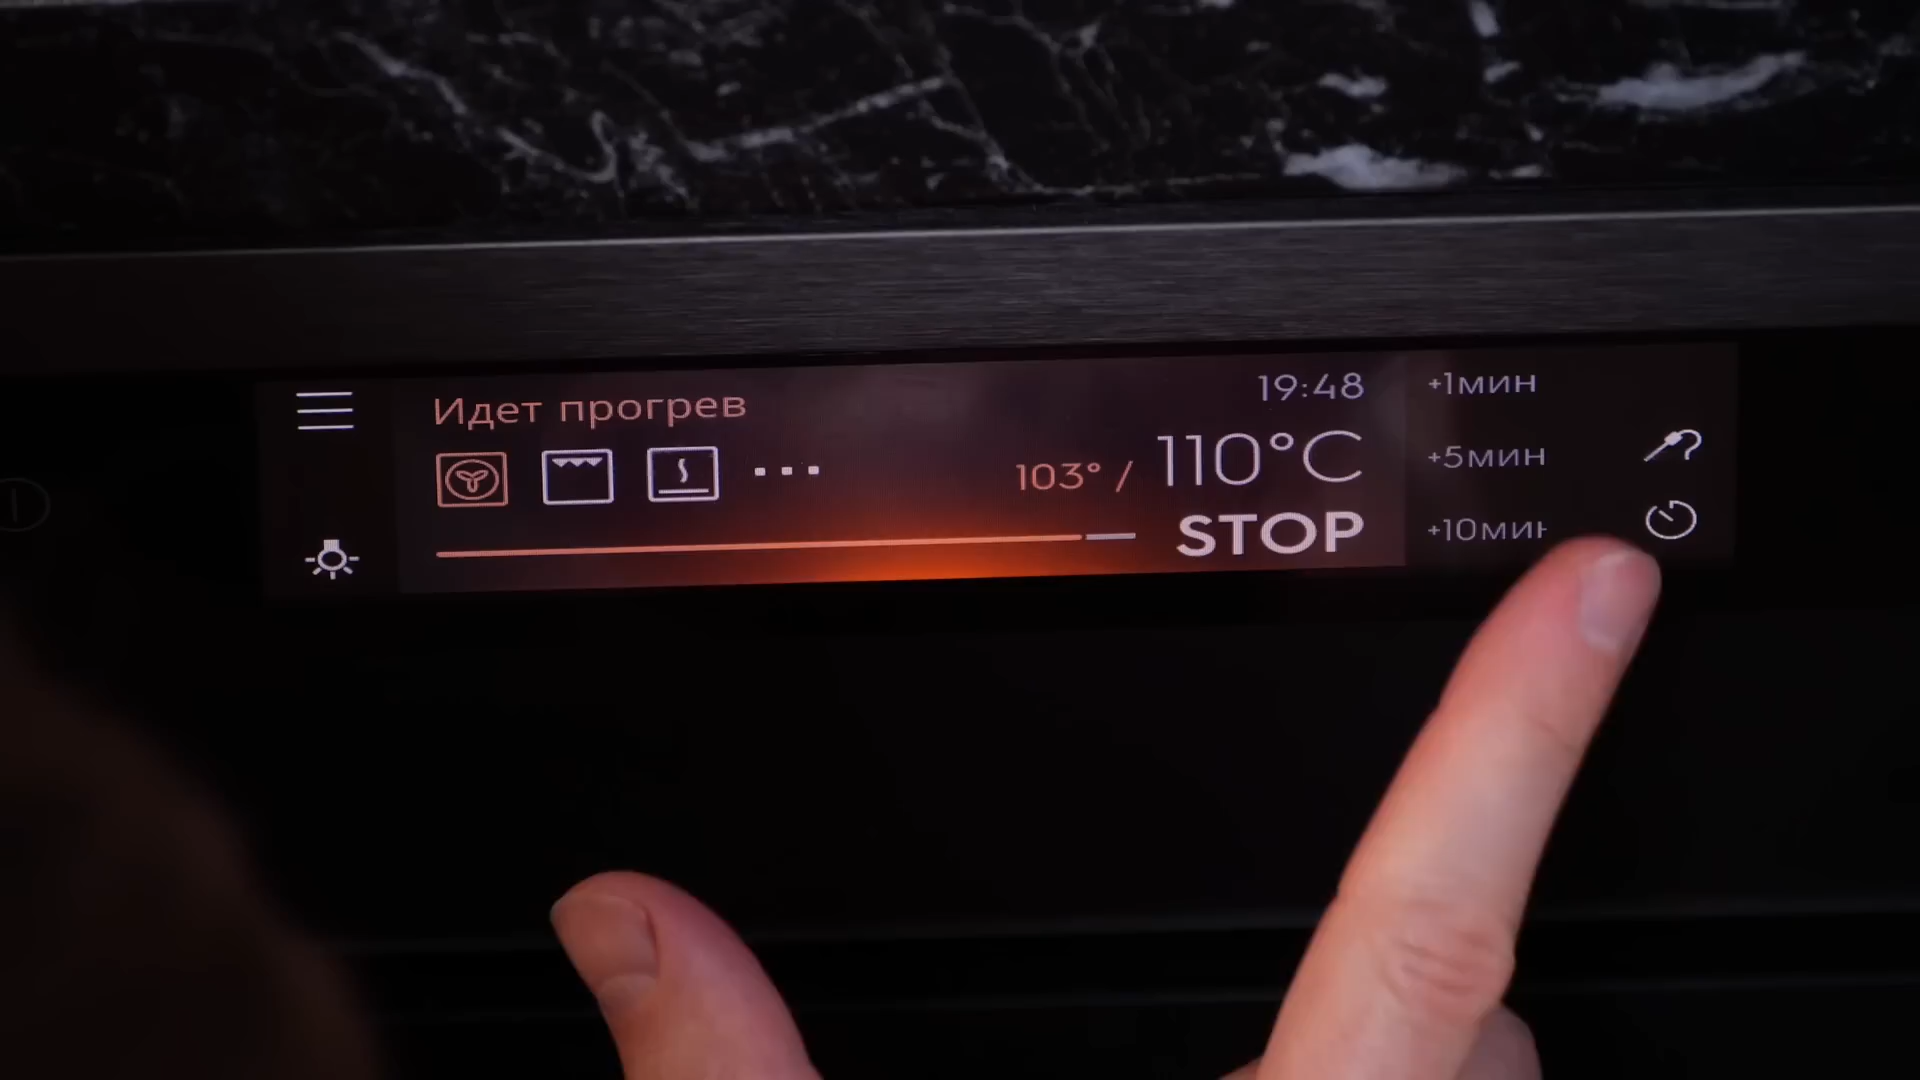 Идет прогрев
19:48
103° / 110°C
STOP
+1мин
+5мин
+10мин